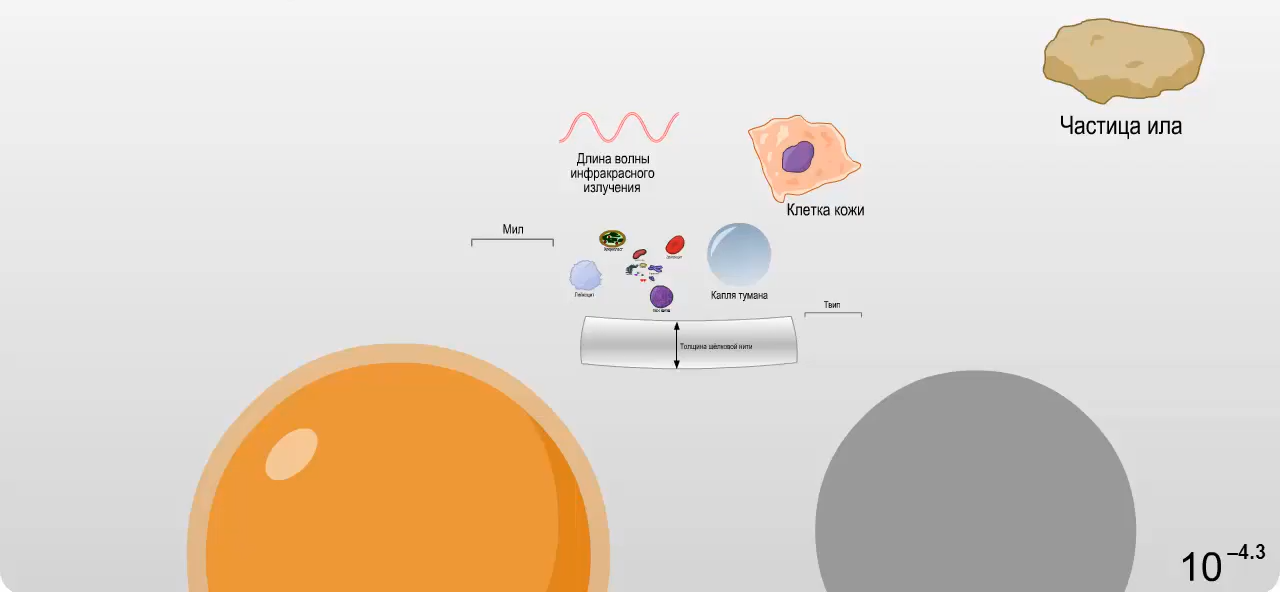 Частица ила
Длина волны
инфракрасного
излучения
Клетка кожи
Мил
Капля тумана
Твип
Толщина шёлковой нити
10
–4.3